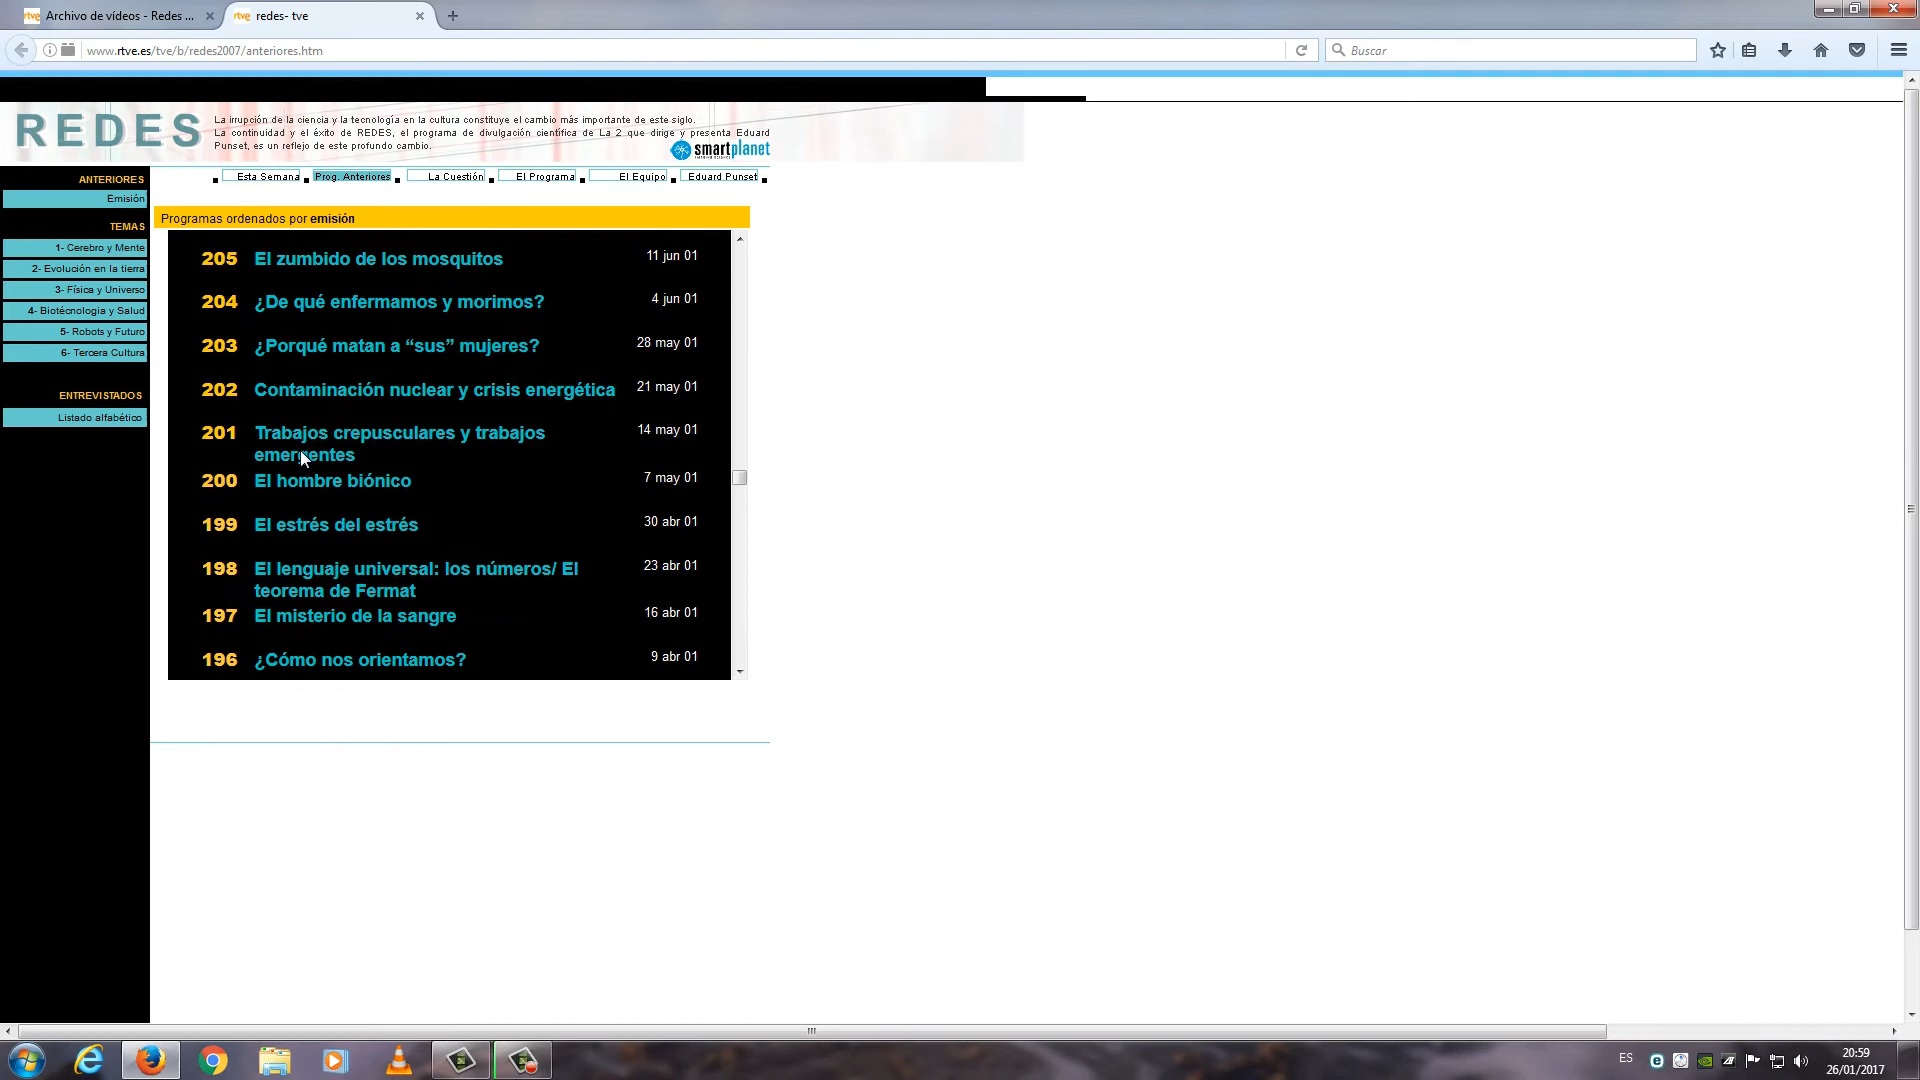 Archivo de vídeos - Redes ...
redes- tve
www.rtve.es/tve/b/redes2007/anteriores.htm
Buscar
REDES
La irrupción de la ciencia y la tecnología en la cultura constituye el cambio más importante de este siglo.
La continuidad y el éxito de REDES, el programa de divulgación científica de La 2 que dirige y presenta Eduard
Punset, es un reflejo de este profundo cambio.
smartplanet
Esta Semana
Prog. Anteriores
La Cuestión
El Programa
El Equipo
Eduard Punset
ANTERIORES
Emisión
TEMAS
1- Cerebro y Mente
2- Evolución en la tierra
3- Física y Universo
4- Biotécnologia y Salud
5- Robots y Futuro
6- Tercera Cultura
ENTREVISTADOS
Listado alfabético
Programas ordenados por emisión
205 El zumbido de los mosquitos 11 jun 01
204 ¿De qué enfermamos y morimos? 4 jun 01
203 ¿Porqué matan a “sus” mujeres? 28 may 01
202 Contaminación nuclear y crisis energética 21 may 01
201 Trabajos crepusculares y trabajos 14 may 01
emergentes
200 El hombre biónico 7 may 01
199 El estrés del estrés 30 abr 01
198 El lenguaje universal: los números/ El 23 abr 01
teorema de Fermat
197 El misterio de la sangre 16 abr 01
196 ¿Cómo nos orientamos? 9 abr 01
ES
20:59
26/01/2017